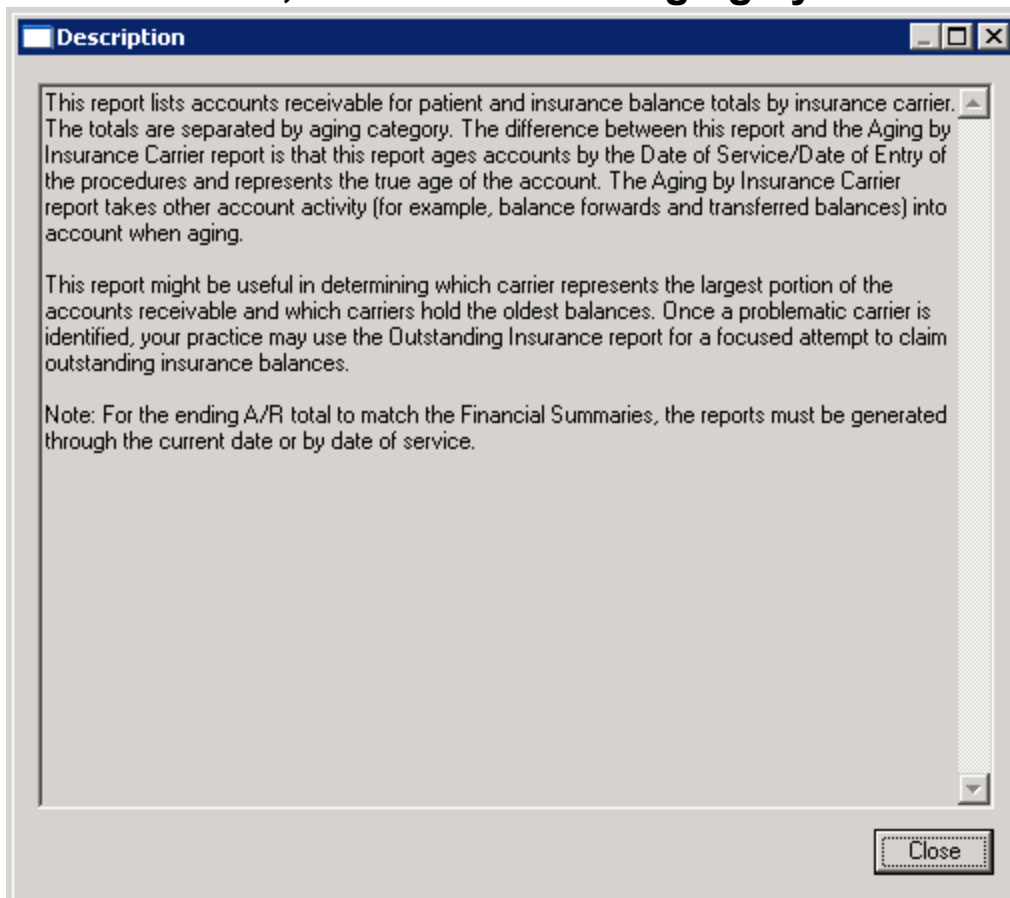 Description
This report lists accounts receivable for patient and insurance balance totals by insurance carrier.
The totals are separated by aging category. The difference between this report and the Aging by
Insurance Carrier report is that this report ages accounts by the Date of Service/Date of Entry of
the procedures and represents the true age of the account. The Aging by Insurance Carrier
report takes other account activity (for example, balance forwards and transferred balances) into
account when aging.
This report might be useful in determining which carrier represents the largest portion of the
accounts receivable and which carriers hold the oldest balances. Once a problematic carrier is
identified, your practice may use the Outstanding Insurance report for a focused attempt to claim
outstanding insurance balances.
Note: For the ending A/R total to match the Financial Summaries, the reports must be generated
through the current date or by date of service.
Close